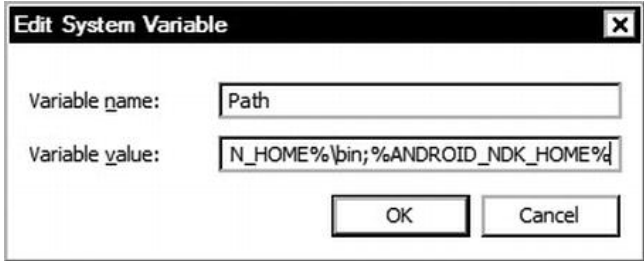 Edit System Variable
Variable name: Path
Variable value: N_HOME%\bin;%ANDROID_NDK_HOME%
OK Cancel